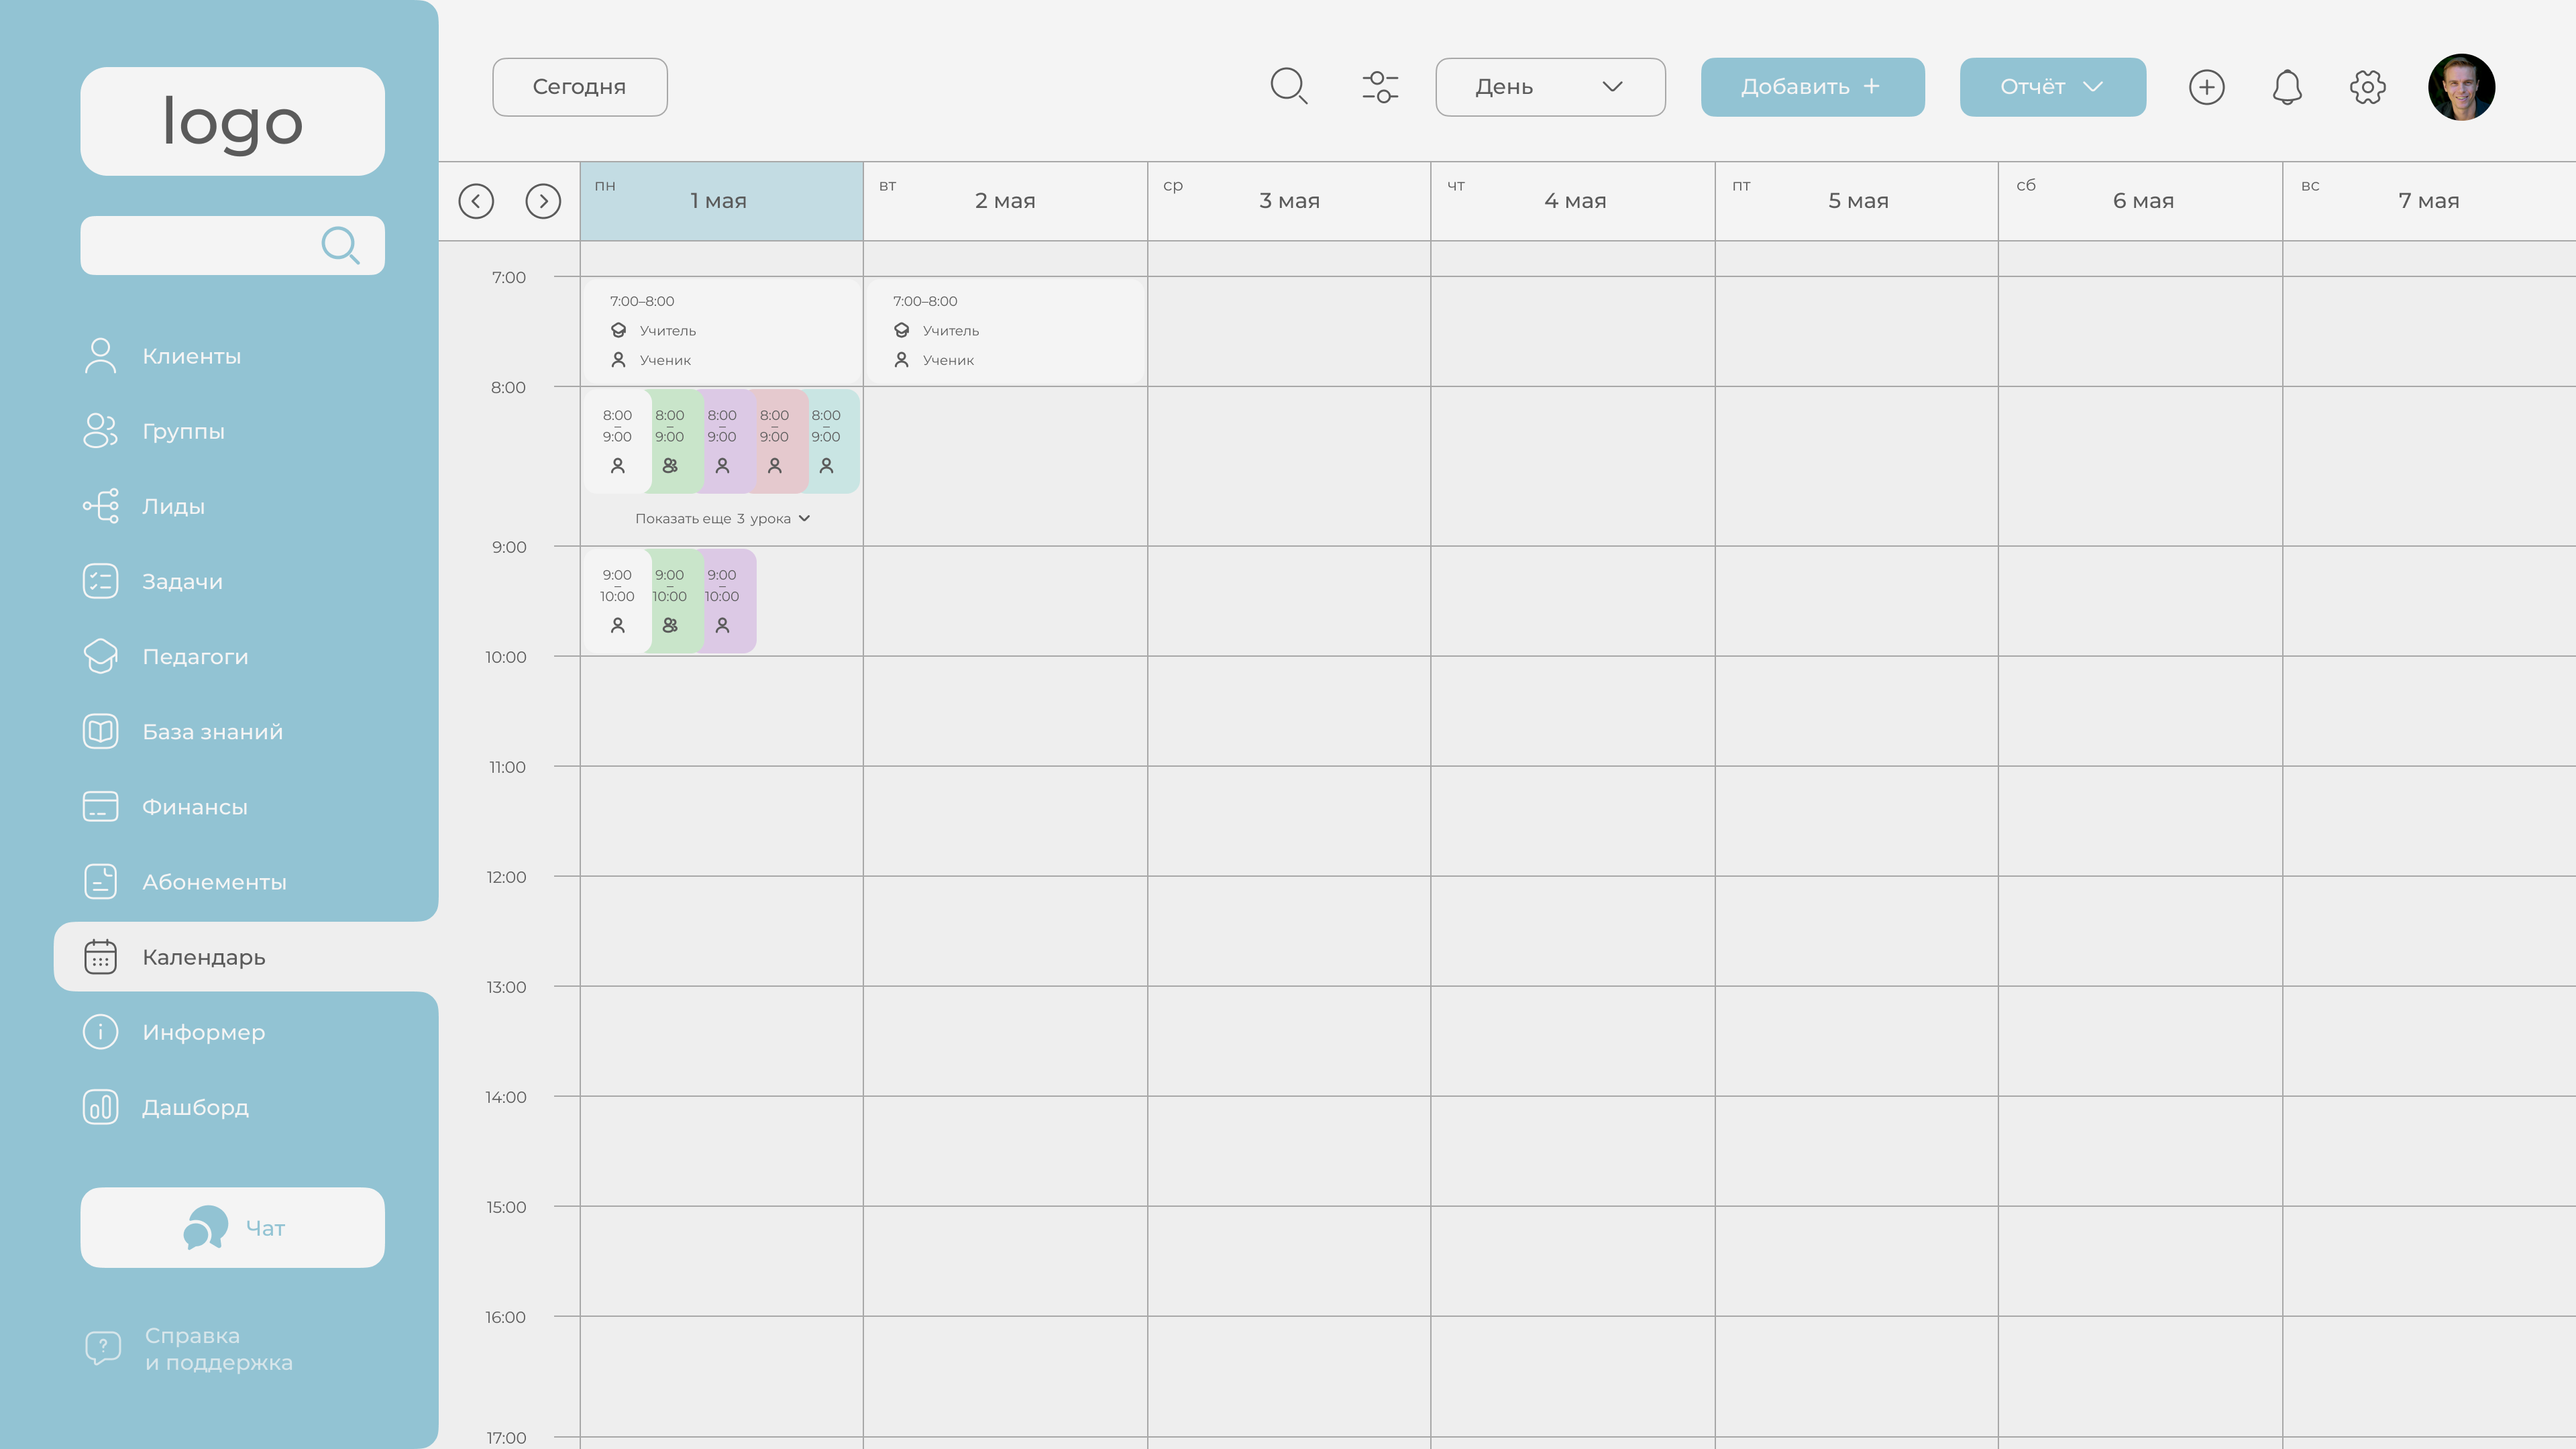 logo
Клиенты
Группы
Лиды
Задачи
Педагоги
База знаний
Финансы
Абонементы
Календарь
Информер
Дашборд
Чат
Справка
и поддержка
Сегодня
День
Добавить +
Отчёт
пн
1 мая
вт
2 мая
ср
3 мая
чт
4 мая
пт
5 мая
сб
6 мая
вс
7 мая
7:00
7:00–8:00
Учитель
Ученик
7:00–8:00
Учитель
Ученик
8:00
8:00 8:00 8:00 8:00 8:00
– – – – –
9:00 9:00 9:00 9:00 9:00
Показать еще 3 урока
9:00
9:00 9:00 9:00
– – –
10:00 10:00 10:00
10:00
11:00
12:00
13:00
14:00
15:00
16:00
17:00